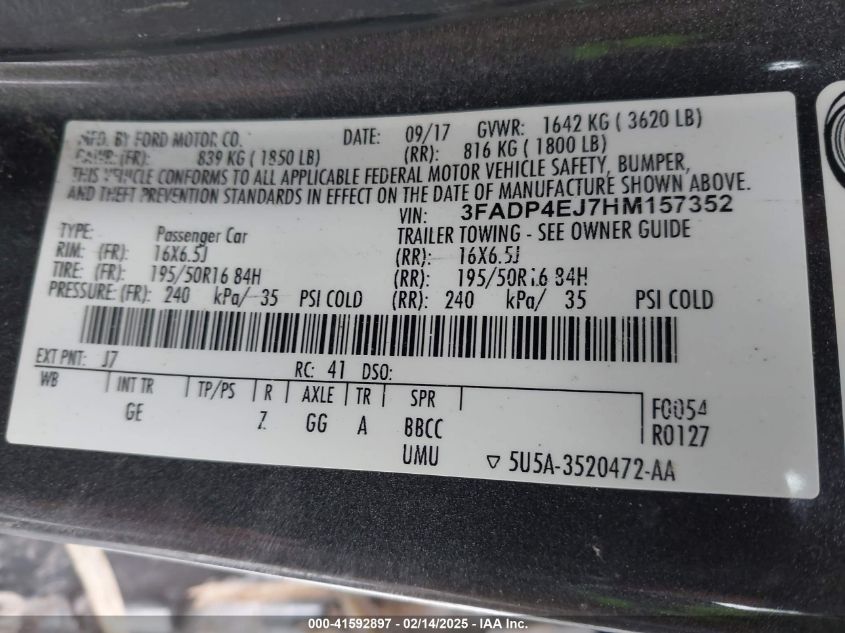 MFD. BY FORD MOTOR CO. DATE: 09/17 GVWR: 1642 KG ( 3620 LB)
GAWR: (FR): 839 KG ( 1850 LB) (RR): 816 KG ( 1800 LB)
THIS VEHICLE CONFORMS TO ALL APPLICABLE FEDERAL MOTOR VEHICLE SAFETY, BUMPER,
AND THEFT PREVENTION STANDARDS IN EFFECT ON THE DATE OF MANUFACTURE SHOWN ABOVE.
VIN: 3FADP4EJ7HM157352
TYPE: Passenger Car TRAILER TOWING - SEE OWNER GUIDE
RIM: (FR): 16X6.5J (RR): 16X6.5J
TIRE: (FR): 195/50R16 84H (RR): 195/50R16 84H
PRESSURE: (FR): 240 kPa/ 35 PSI COLD (RR): 240 kPa/ 35 PSI COLD
EXT PNT: J7 RC: 41 DSO:
WB INT TR TP/PS R AXLE TR SPR F0054
GE Z GG A BBCC R0127
UMU ▽ 5U5A-3520472-AA
000-41592897 - 02/14/2025 - IAA Inc.